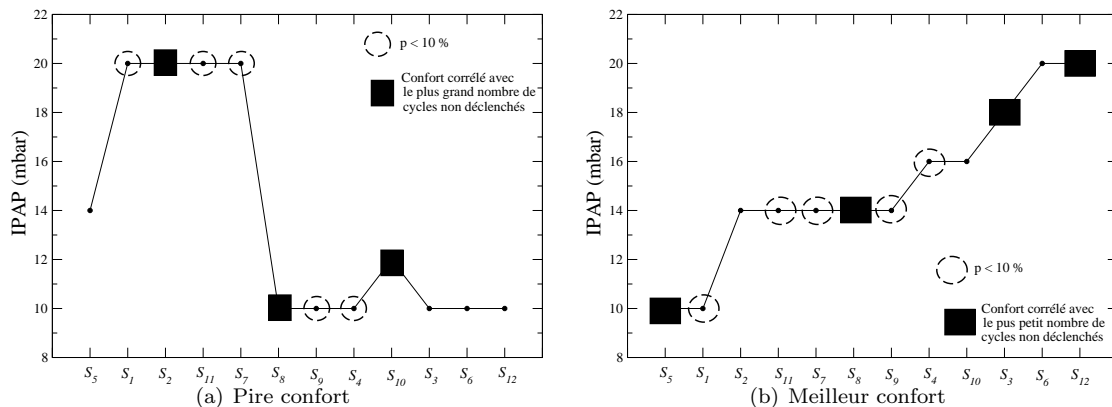 22
20
18
16
14
12
10
8
IPAP (mbar)
p < 10 %
Confort corrélé avec
le plus grand nombre de
cycles non déclenchés
S5 S1 S2 S11 S7 S8 S9 S4 S10 S3 S6 S12
(a) Pire confort
22
20
18
16
14
12
10
8
IPAP (mbar)
p < 10 %
Confort corrélé avec
le pus petit nombre de
cycles non déclenchés
S5 S1 S2 S11 S7 S8 S9 S4 S10 S3 S6 S12
(b) Meilleur confort